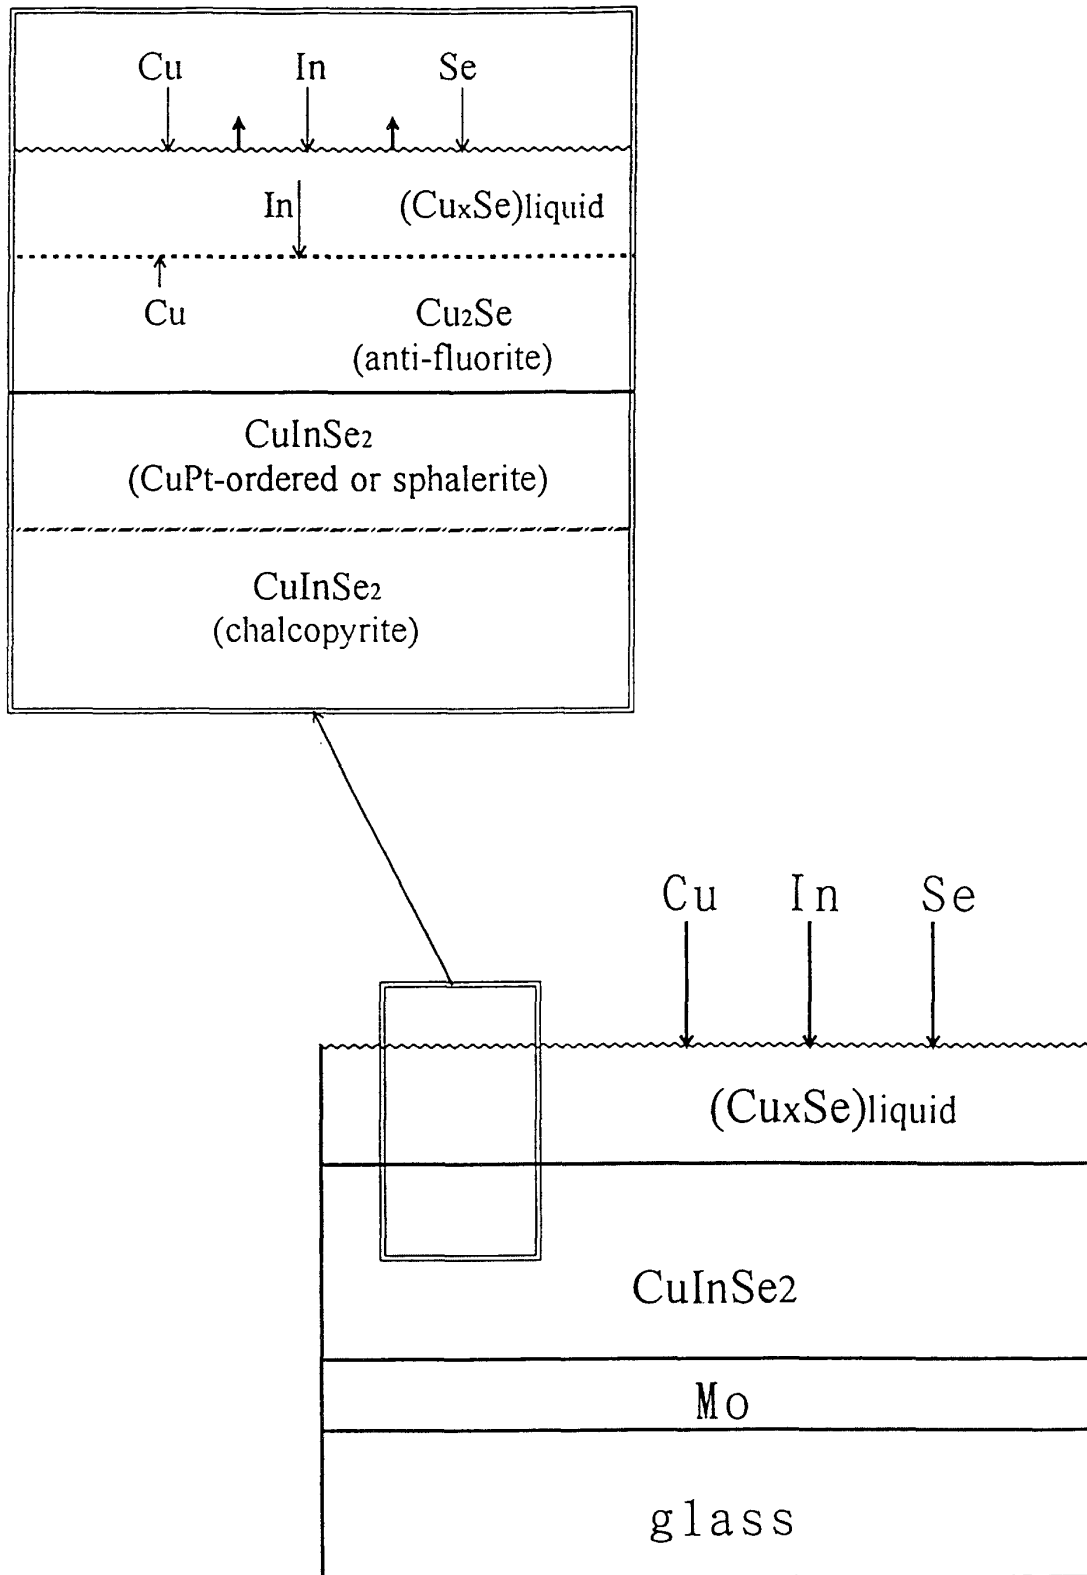 Cu In Se
In (CuxSe)liquid
Cu Cu2Se
(anti-fluorite)
CuInSe2
(CuPt-ordered or sphalerite)
CuInSe2
(chalcopyrite)
Cu In Se
(CuxSe)liquid
CuInSe2
Mo
glass